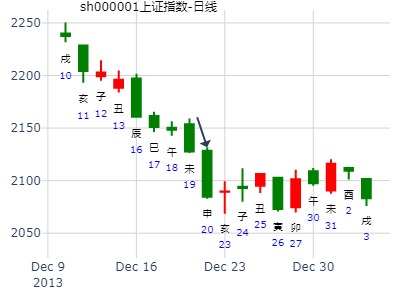 sh000001上证指数-日线
2250
2200
2150
2100
2050
戌
10
亥
11
子
12
丑
13
辰
16
巳
17
午
18
未
19
申
20
亥
23
子
24
丑
25
寅
26
卯
27
午
30
未
31
酉
2
戌
3
Dec 9
2013
Dec 16
Dec 23
Dec 30